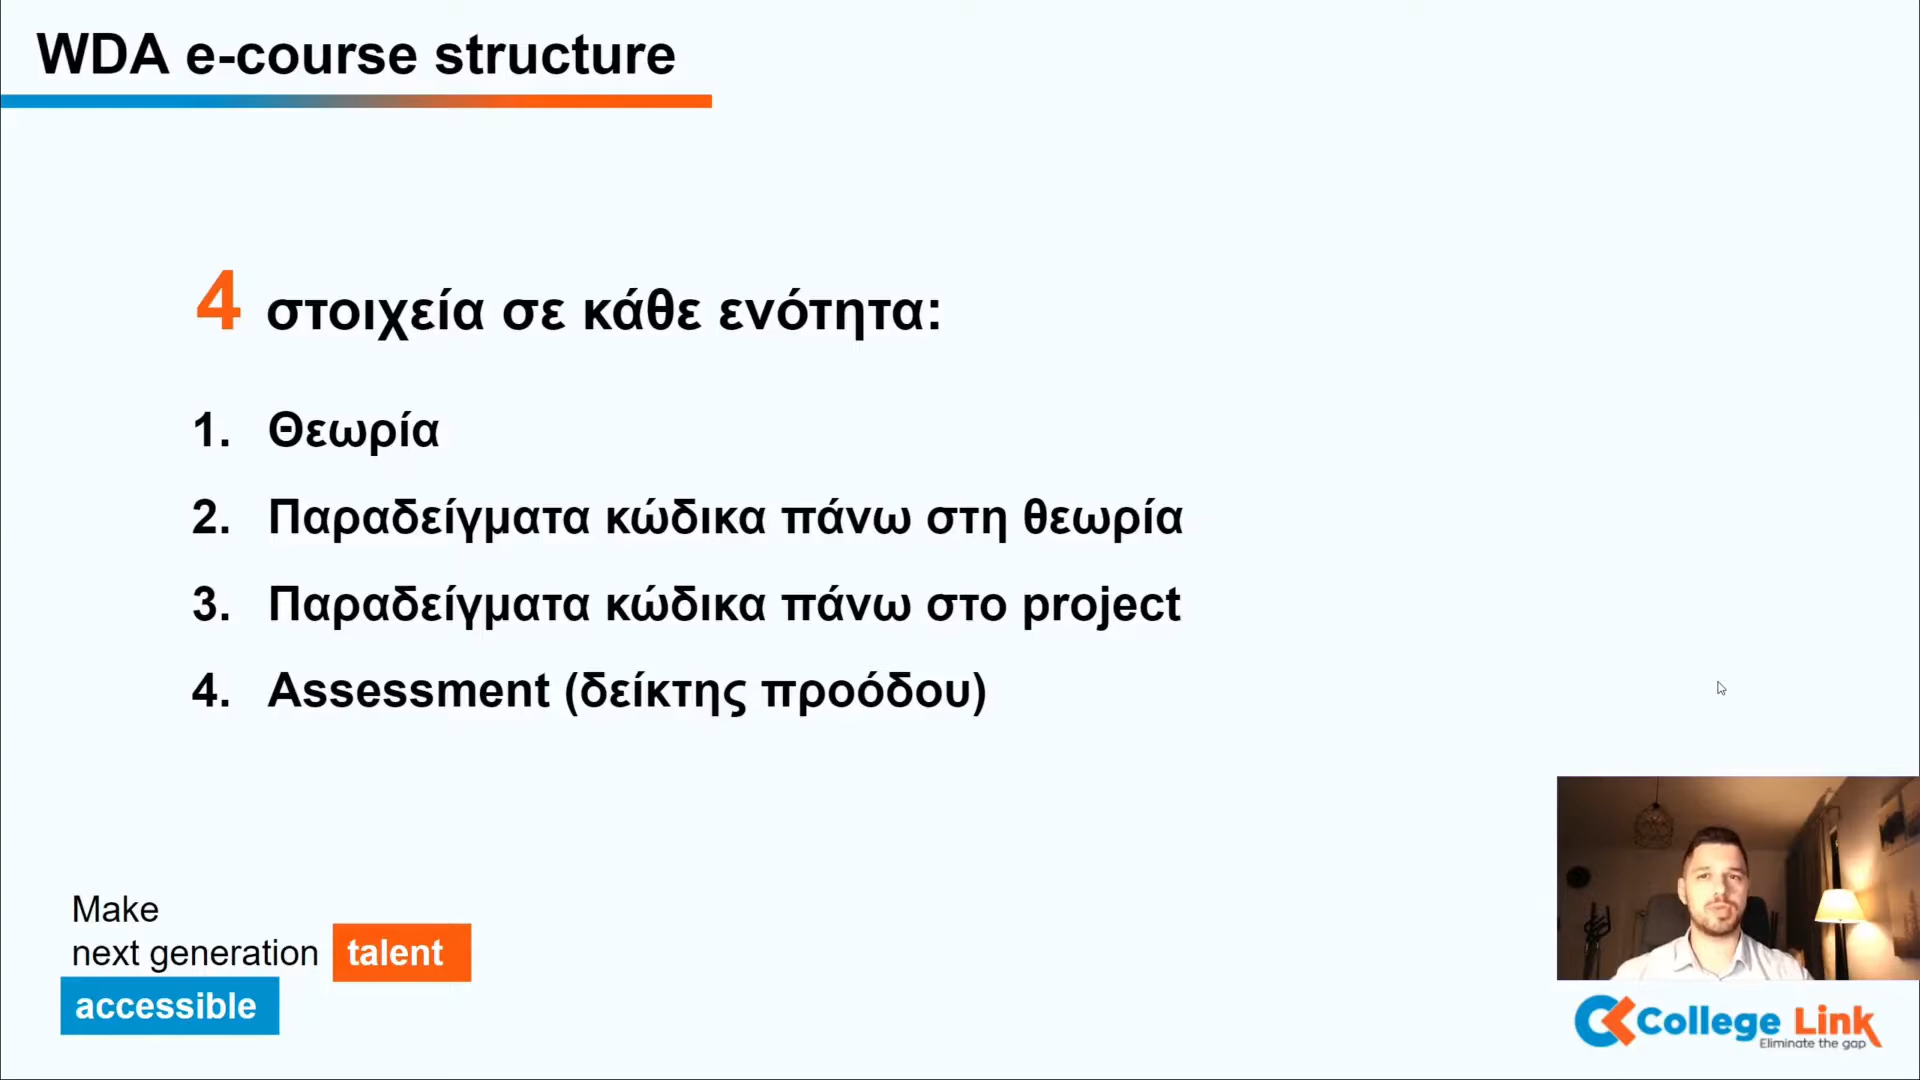 WDA e-course structure
4 στοιχεία σε κάθε ενότητα:
1. Θεωρία
2. Παραδείγματα κώδικα πάνω στη θεωρία
3. Παραδείγματα κώδικα πάνω στο project
4. Assessment (δείκτης προόδου)
Make
next generation talent
accessible
College Link
Eliminate the gap